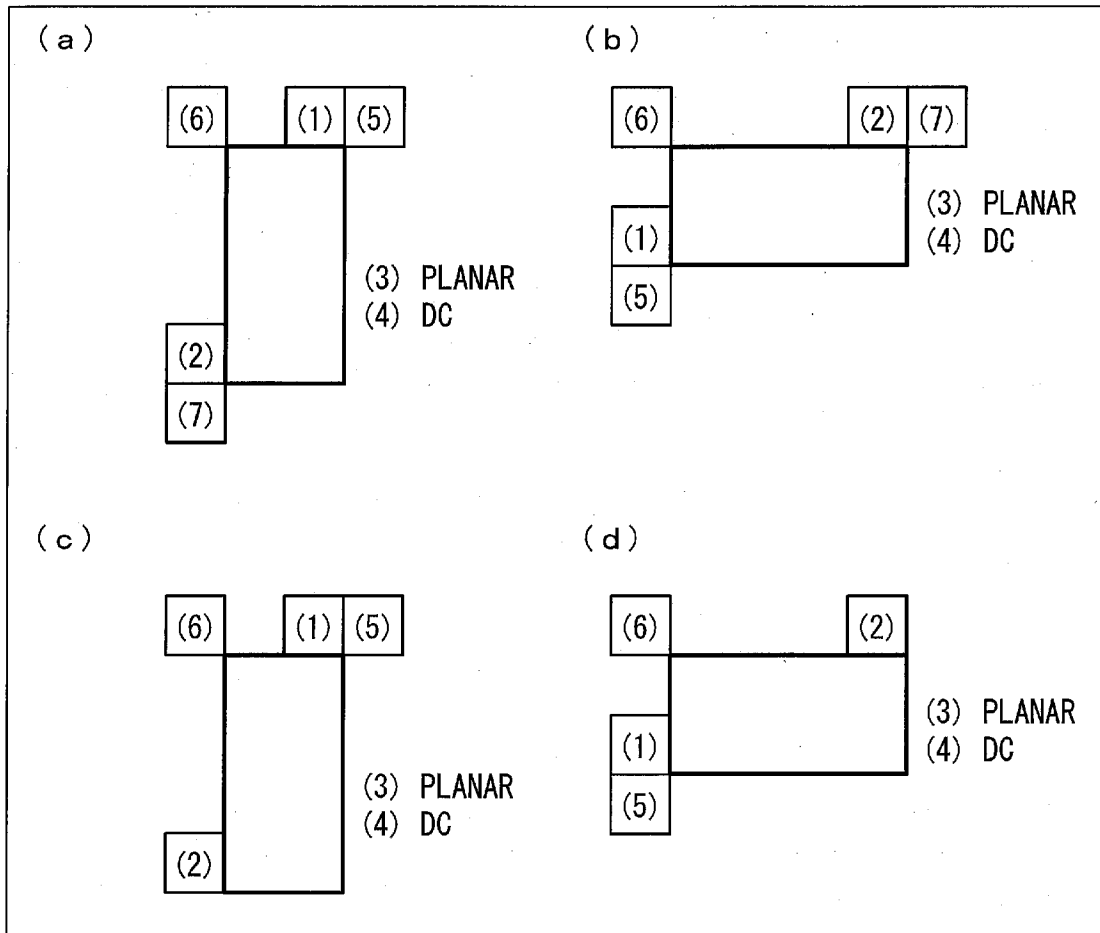 (a)
(6) (1) (5)
(3) PLANAR
(4) DC
(2)
(7)
(b)
(6) (2) (7)
(3) PLANAR
(1)
(4) DC
(5)
(c)
(6) (1) (5)
(3) PLANAR
(4) DC
(2)
(d)
(6) (2)
(3) PLANAR
(1)
(4) DC
(5)